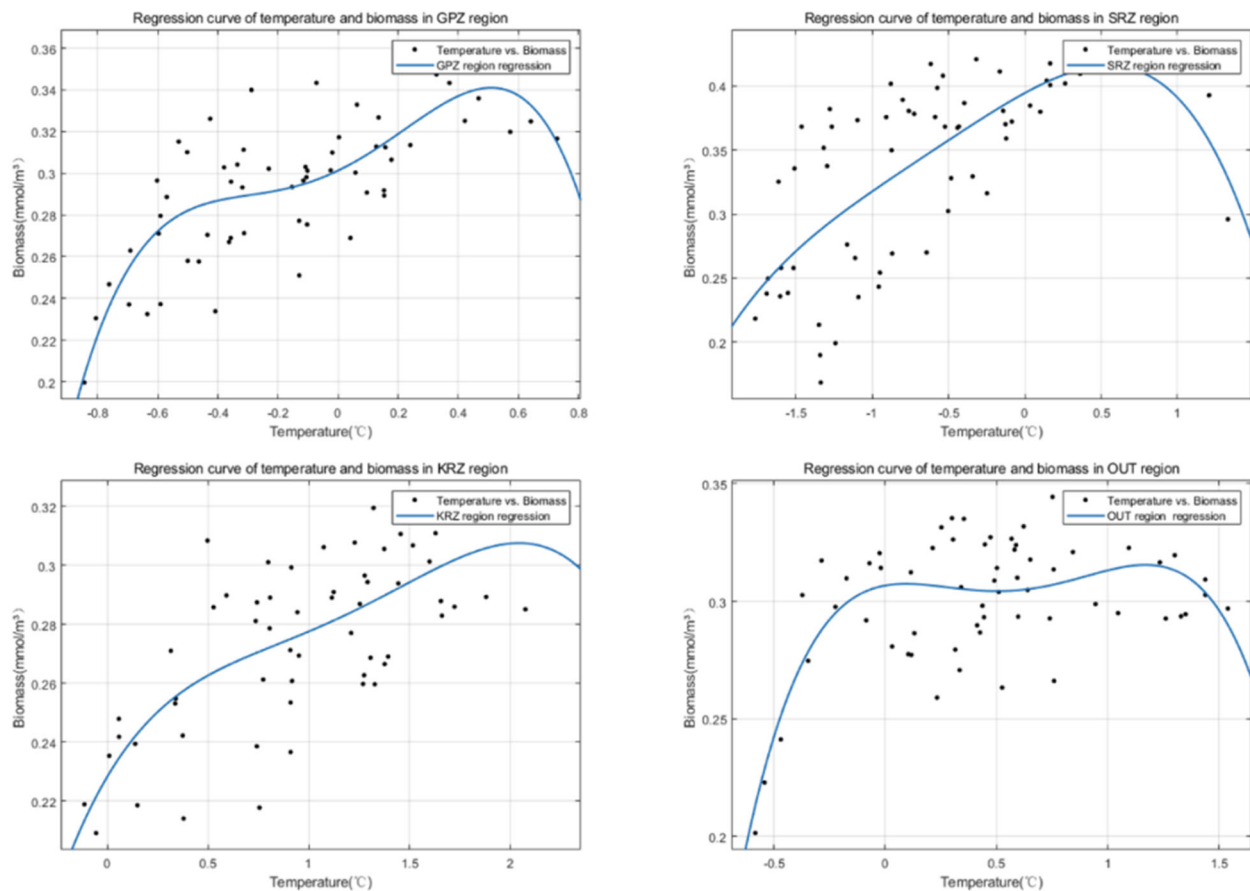 Regression curve of temperature and biomass in GPZ region
Temperature vs. Biomass
GPZ region regression
Biomass(mmol/m³)
0.36
0.34
0.32
0.3
0.28
0.26
0.24
0.22
0.2
-0.8 -0.6 -0.4 -0.2 0 0.2 0.4 0.6 0.8
Temperature(℃)
Regression curve of temperature and biomass in SRZ region
Temperature vs. Biomass
SRZ region regression
Biomass(mmol/m³)
0.4
0.35
0.3
0.25
0.2
-1.5 -1 -0.5 0 0.5 1
Temperature(℃)
Regression curve of temperature and biomass in KRZ region
Temperature vs. Biomass
KRZ region regression
Biomass(mmol/m³)
0.32
0.3
0.28
0.26
0.24
0.22
0 0.5 1 1.5 2
Temperature(℃)
Regression curve of temperature and biomass in OUT region
Temperature vs. Biomass
OUT region regression
Biomass(mmol/m³)
0.35
0.3
0.25
0.2
-0.5 0 0.5 1 1.5
Temperature(℃)